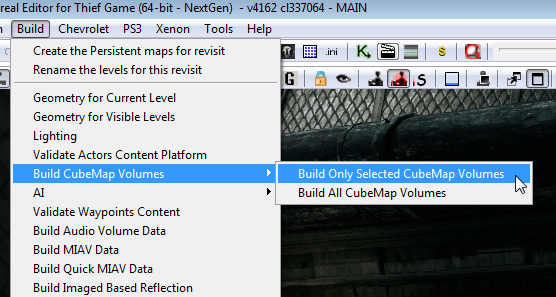 real Editor for Thief Game (64-bit - NextGen) - v4162 cl337064 - MAIN
Build Chevrolet PS3 Xenon Tools Help
Create the Persistent maps for revisit
Rename the levels for this revisit
.ini K S
G
Geometry for Current Level
Geometry for Visible Levels
Lighting
Validate Actors Content Platform
Build CubeMap Volumes
Build Only Selected CubeMap Volumes
AI
Build All CubeMap Volumes
Validate Waypoints Content
Build Audio Volume Data
Build MIAV Data
Build Quick MIAV Data
Build Imaged Based Reflection